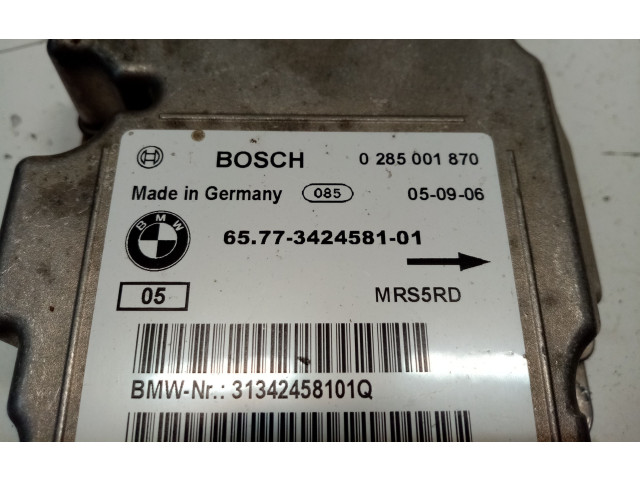 BOSCH 0 285 001 870
Made in Germany 085 05-09-06
BMW 65.77-3424581-01
05 MRS5RD
BMW-Nr.: 31342458101Q